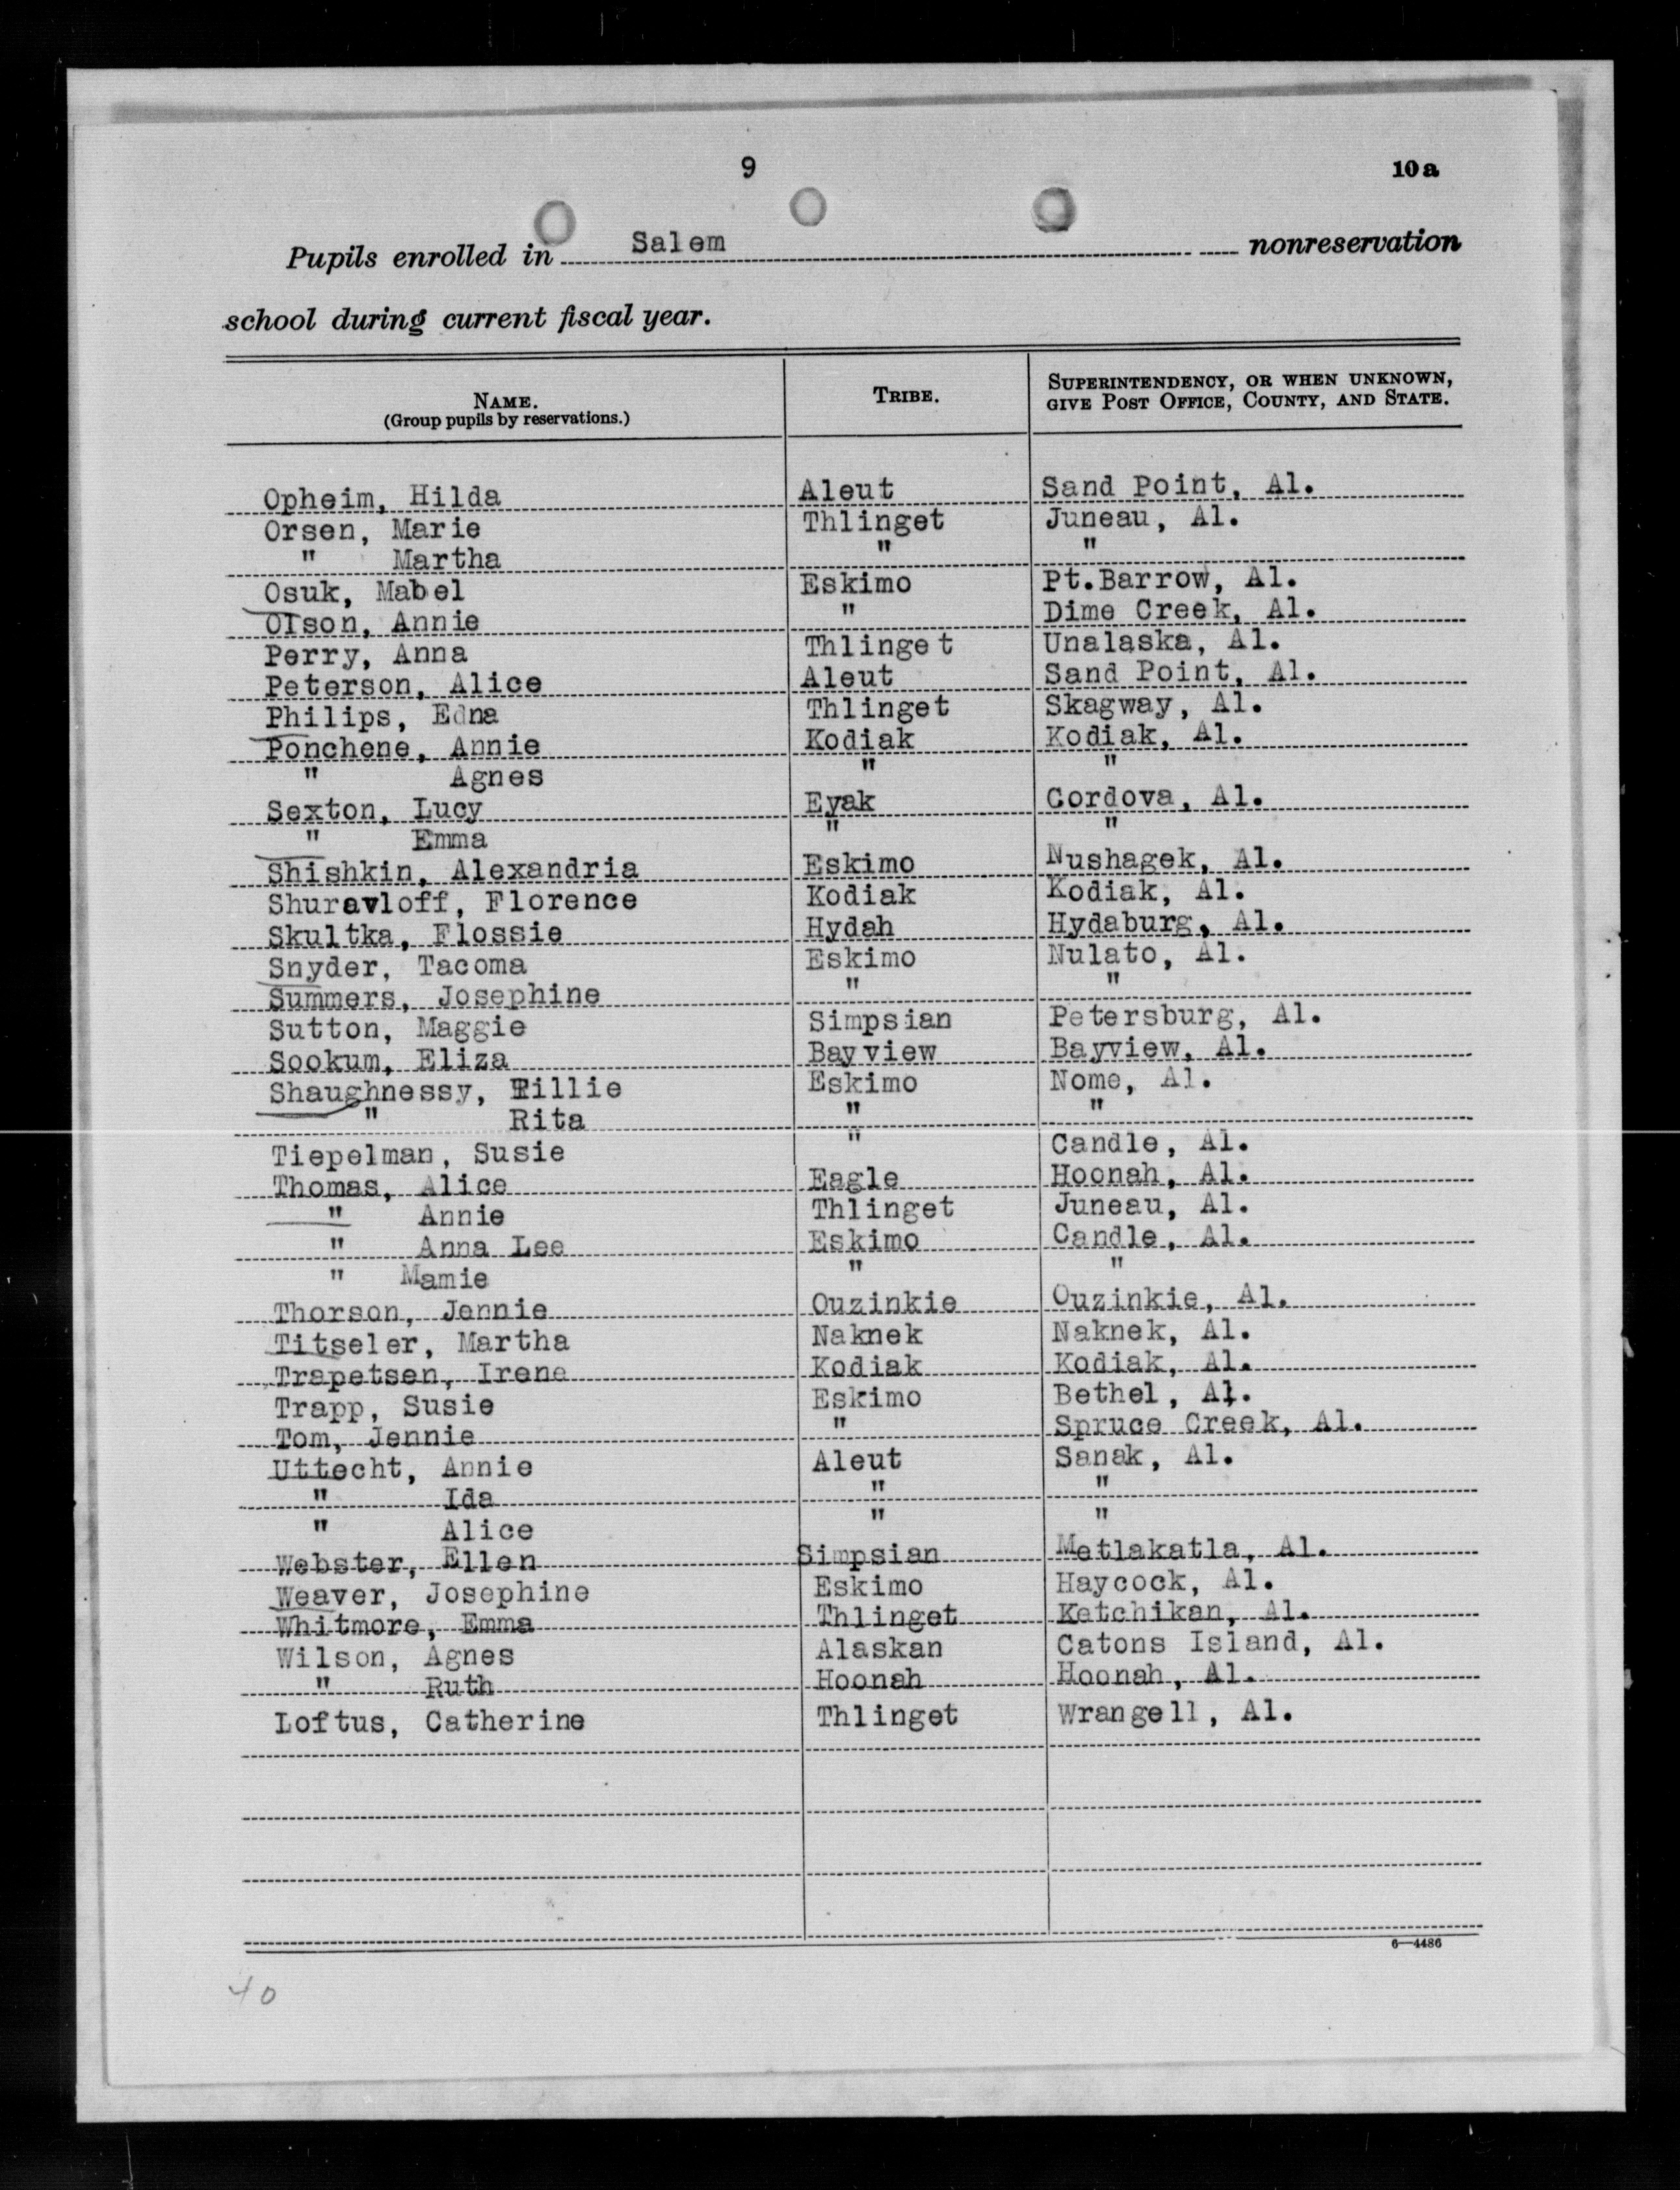 9
10a
Pupils enrolled in Salem nonreservation
school during current fiscal year.
NAME.
(Group pupils by reservations.)
TRIBE.
SUPERINTENDENCY, OR WHEN UNKNOWN,
GIVE POST OFFICE, COUNTY, AND STATE.
Opheim, Hilda Aleut Sand Point, Al.
Orsen, Marie Thlinget Juneau, Al.
" Martha " "
Osuk, Mabel Eskimo Pt.Barrow, Al.
Olson, Annie " Dime Creek, Al.
Perry, Anna Thlinget Unalaska, Al.
Peterson, Alice Aleut Sand Point, Al.
Philips, Edna Thlinget Skagway, Al.
Ponchene, Annie Kodiak Kodiak, Al.
" Agnes " "
Sexton, Lucy Eyak Cordova, Al.
" Emma " "
Shishkin, Alexandria Eskimo Nushagek, Al.
Shuravloff, Florence Kodiak Kodiak, Al.
Skultka, Flossie Hydah Hydaburg, Al.
Snyder, Tacoma Eskimo Nulato, Al.
Summers, Josephine " "
Sutton, Maggie Simpsian Petersburg, Al.
Sookum, Eliza Bayview Bayview, Al.
Shaughnessy, Tillie Eskimo Nome, Al.
" Rita " "
Tiepelman, Susie " Candle, Al.
Thomas, Alice Eagle Hoonah, Al.
" Annie Thlinget Juneau, Al.
" Anna Lee Eskimo Candle, Al.
" Mamie " "
Thorson, Jennie Ouzinkie Ouzinkie, Al.
Titseler, Martha Naknek Naknek, Al.
Trapetsen, Irene Kodiak Kodiak, Al.
Trapp, Susie Eskimo Bethel, Al.
Tom, Jennie " Spruce Creek, Al.
Uttecht, Annie Aleut Sanak, Al.
" Ida " "
" Alice " "
Webster, Ellen Simpsian Metlakatla, Al.
Weaver, Josephine Eskimo Haycock, Al.
Whitmore, Emma Thlinget Ketchikan, Al.
Wilson, Agnes Alaskan Catons Island, Al.
" Ruth Hoonah Hoonah, Al.
Loftus, Catherine Thlinget Wrangell, Al.
6—4486
40